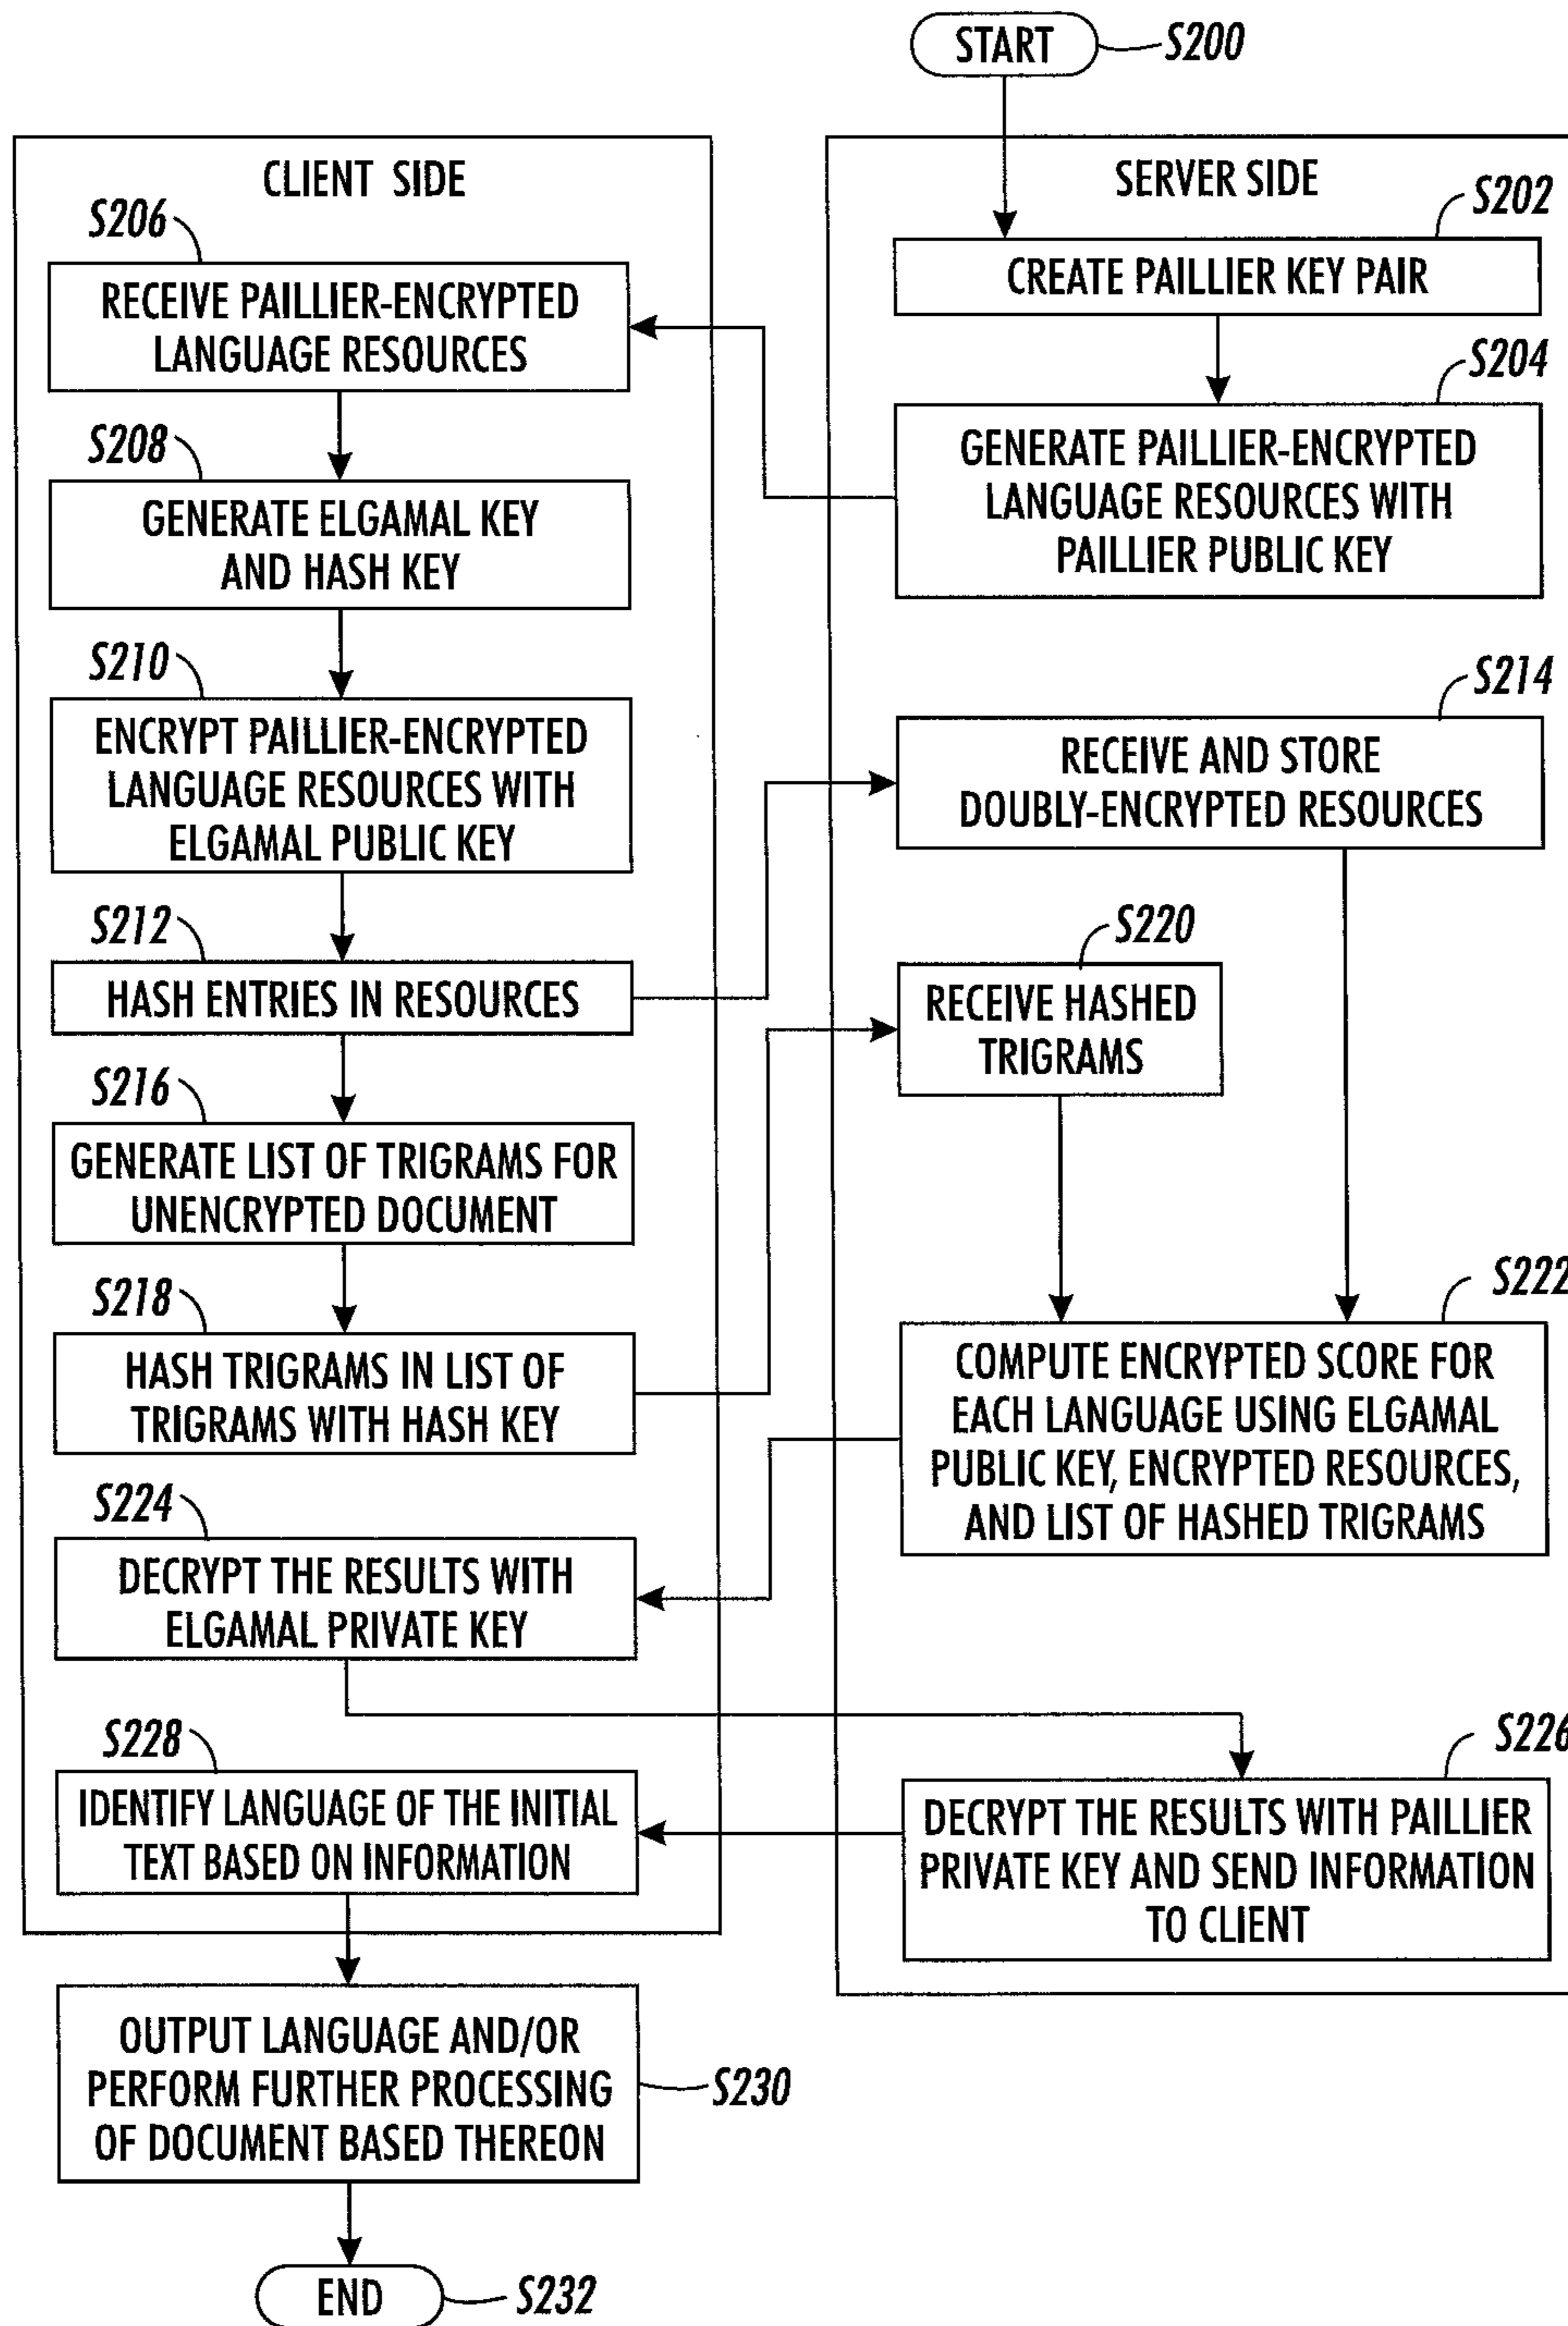 START
S200
CLIENT SIDE
SERVER SIDE
S202
CREATE PAILLIER KEY PAIR
S206
RECEIVE PAILLIER-ENCRYPTED
LANGUAGE RESOURCES
S204
GENERATE PAILLIER-ENCRYPTED
LANGUAGE RESOURCES WITH
PAILLIER PUBLIC KEY
S208
GENERATE ELGAMAL KEY
AND HASH KEY
S210
ENCRYPT PAILLIER-ENCRYPTED
LANGUAGE RESOURCES WITH
ELGAMAL PUBLIC KEY
S212
HASH ENTRIES IN RESOURCES
S214
RECEIVE AND STORE
DOUBLY-ENCRYPTED RESOURCES
S216
GENERATE LIST OF TRIGRAMS FOR
UNENCRYPTED DOCUMENT
S218
HASH TRIGRAMS IN LIST OF
TRIGRAMS WITH HASH KEY
S220
RECEIVE HASHED
TRIGRAMS
S222
COMPUTE ENCRYPTED SCORE FOR
EACH LANGUAGE USING ELGAMAL
PUBLIC KEY, ENCRYPTED RESOURCES,
AND LIST OF HASHED TRIGRAMS
S224
DECRYPT THE RESULTS WITH
ELGAMAL PRIVATE KEY
S226
DECRYPT THE RESULTS WITH PAILLIER
PRIVATE KEY AND SEND INFORMATION
TO CLIENT
S228
IDENTIFY LANGUAGE OF THE INITIAL
TEXT BASED ON INFORMATION
OUTPUT LANGUAGE AND/OR
PERFORM FURTHER PROCESSING
OF DOCUMENT BASED THEREON
S230
END
S232